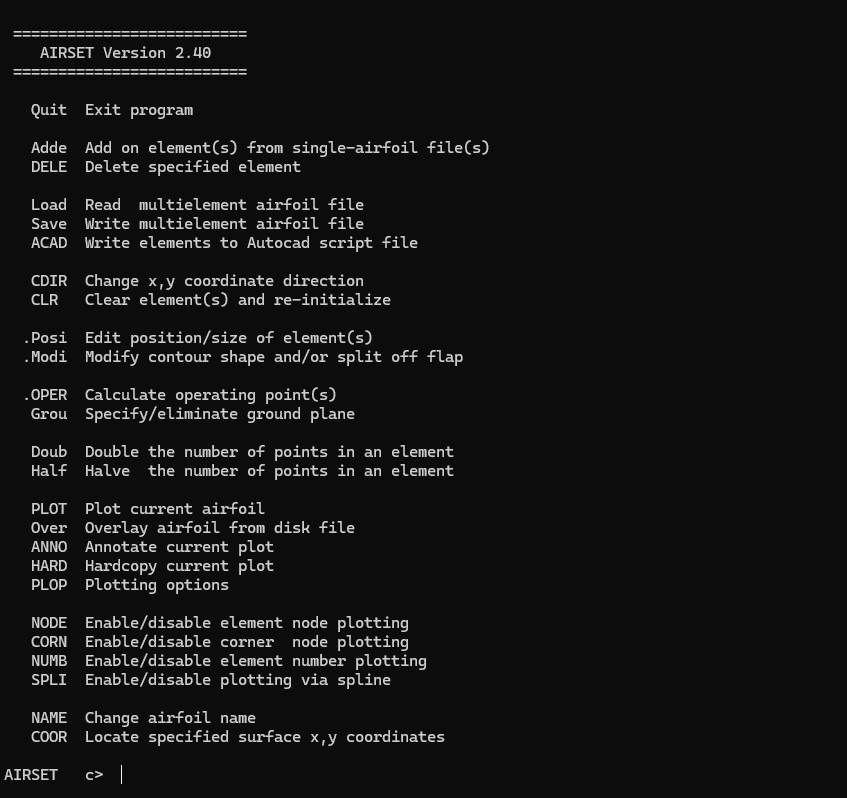 ==========================
AIRSET Version 2.40
==========================
Quit  Exit program
Adde  Add on element(s) from single-airfoil file(s)
DELE  Delete specified element
Load  Read  multielement airfoil file
Save  Write multielement airfoil file
ACAD  Write elements to Autocad script file
CDIR  Change x,y coordinate direction
CLR   Clear element(s) and re-initialize
.Posi  Edit position/size of element(s)
.Modi  Modify contour shape and/or split off flap
.OPER  Calculate operating point(s)
Grou  Specify/eliminate ground plane
Doub  Double the number of points in an element
Half  Halve  the number of points in an element
PLOT  Plot current airfoil
Over  Overlay airfoil from disk file
ANNO  Annotate current plot
HARD  Hardcopy current plot
PLOP  Plotting options
NODE  Enable/disable element node plotting
CORN  Enable/disable corner  node plotting
NUMB  Enable/disable element number plotting
SPLI  Enable/disable plotting via spline
NAME  Change airfoil name
COOR  Locate specified surface x,y coordinates
AIRSET   c>